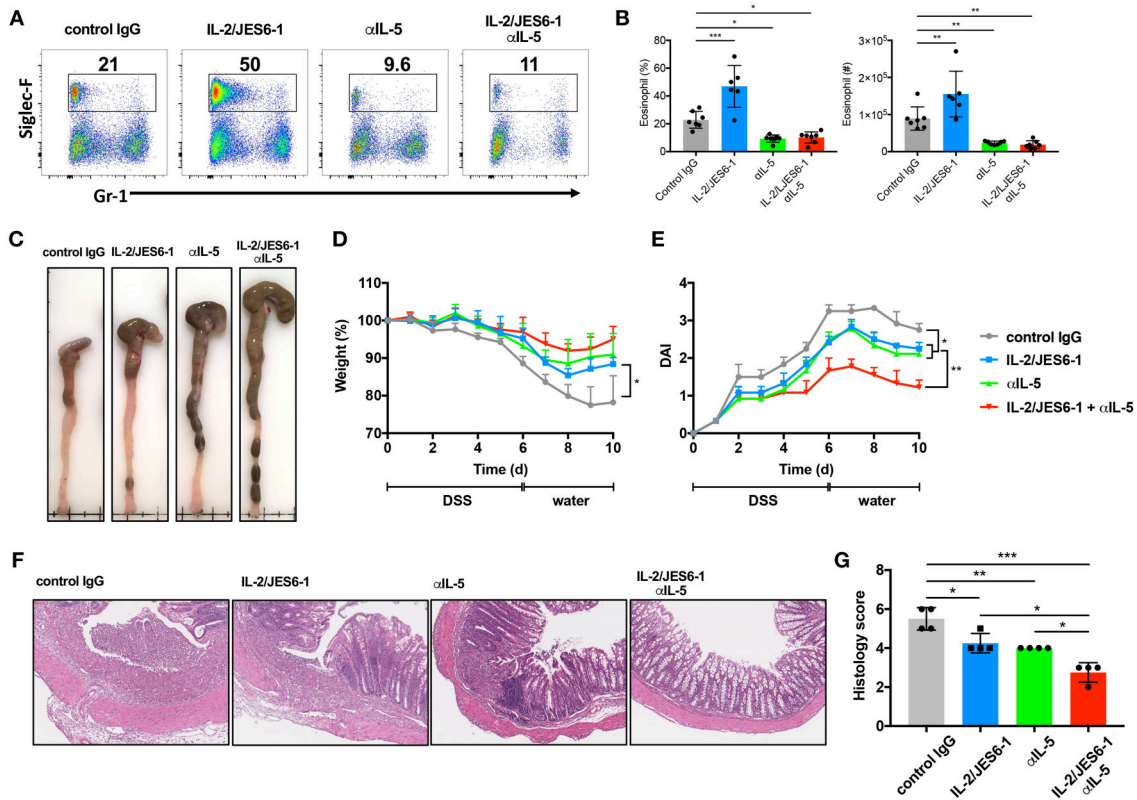 A
control IgG
IL-2/JES6-1
αIL-5
IL-2/JES6-1
αIL-5
21
50
9.6
11
Siglec-F
Gr-1
B
*
*
***
Eosinophil (%)
80
60
40
20
0
Control IgG
IL-2/JES6-1
αIL-5
IL-2/LJES6-1
αIL-5
**
**
**
Eosinophil (#)
3×10⁵
2×10⁵
1×10⁵
0
Control IgG
IL-2/JES6-1
αIL-5
IL-2/LJES6-1
αIL-5
C
control IgG
IL-2/JES6-1
αIL-5
IL-2/JES6-1
αIL-5
D
Weight (%)
110
100
90
80
70
0 2 4 6 8 10
Time (d)
DSS water
*
E
DAI
4
3
2
1
0
0 2 4 6 8 10
Time (d)
DSS water
*
**
control IgG
IL-2/JES6-1
αIL-5
IL-2/JES6-1 + αIL-5
F
control IgG
IL-2/JES6-1
αIL-5
IL-2/JES6-1
αIL-5
G
***
**
*
*
*
Histology score
8
6
4
2
0
control IgG
IL-2/JES6-1
αIL-5
IL-2/JES6-1
αIL-5